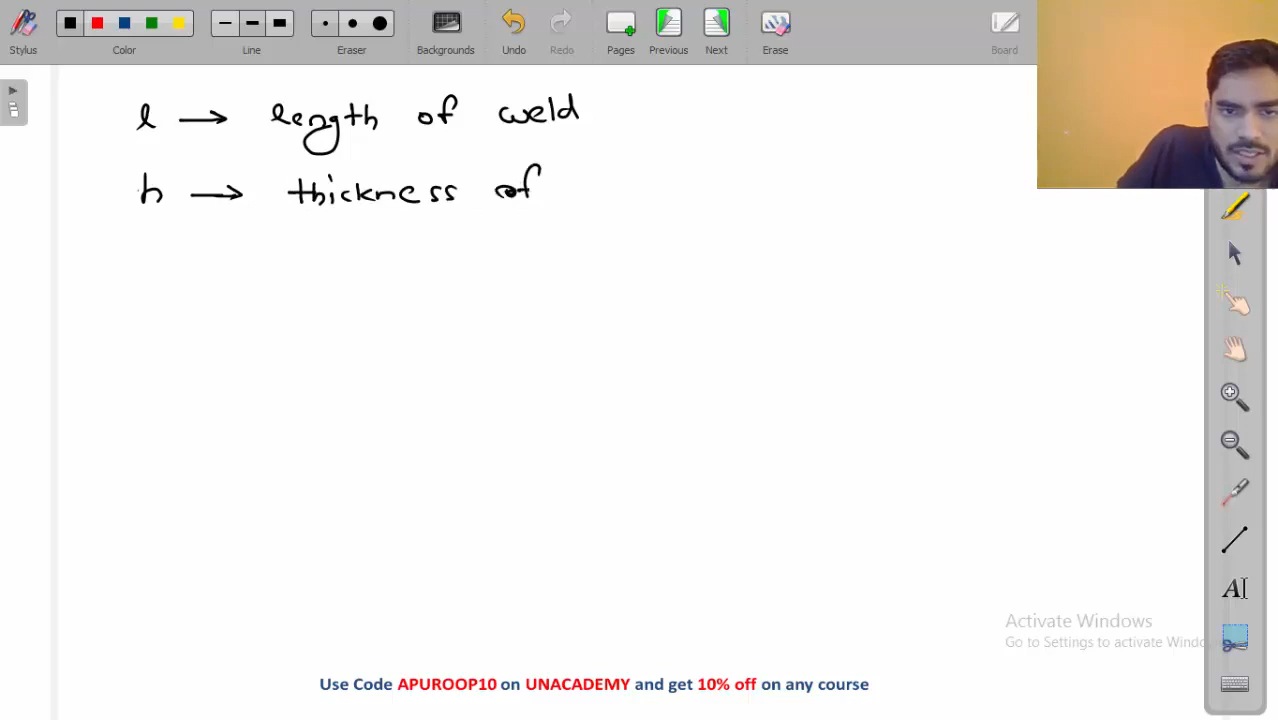 Stylus Color Line Eraser Backgrounds Undo Redo Pages Previous Next Erase Board
l → length of weld
h → thickness of
Activate Windows
Go to Settings to activate Windo
Use Code APUROOP10 on UNACADEMY and get 10% off on any course